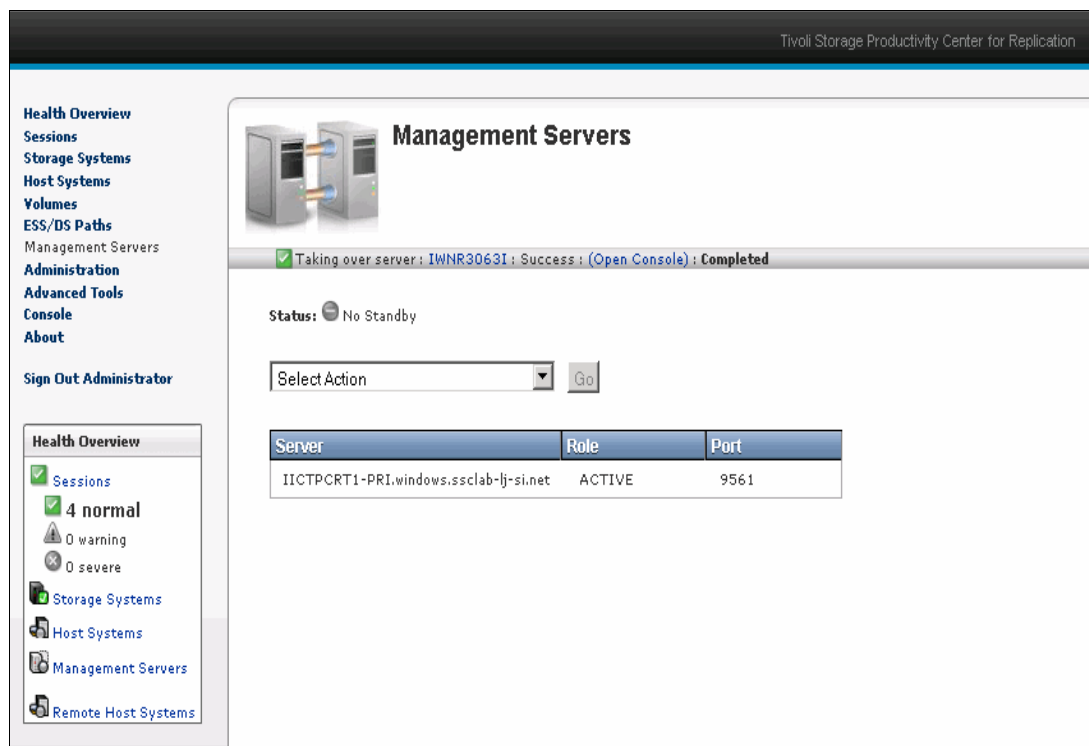 Tivoli Storage Productivity Center for Replication
Health Overview
Sessions
Storage Systems
Host Systems
Volumes
ESS/DS Paths
Management Servers
Administration
Advanced Tools
Console
About
Sign Out Administrator
Health Overview
Sessions
4 normal
0 warning
0 severe
Storage Systems
Host Systems
Management Servers
Remote Host Systems
Management Servers
Taking over server : IWNR3063I : Success : (Open Console) : Completed
Status: No Standby
Select Action Go
Server Role Port
IICTPCRT1-PRI.windows.ssclab-lj-si.net ACTIVE 9561